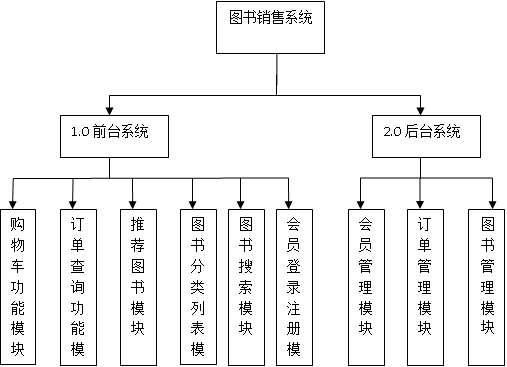 图书销售系统
1.0前台系统
2.0后台系统
购物车功能模块
订单查询功能模
推荐图书模块
图书分类列表模
图书搜索模块
会员登录注册模
会员管理模块
订单管理模块
图书管理模块